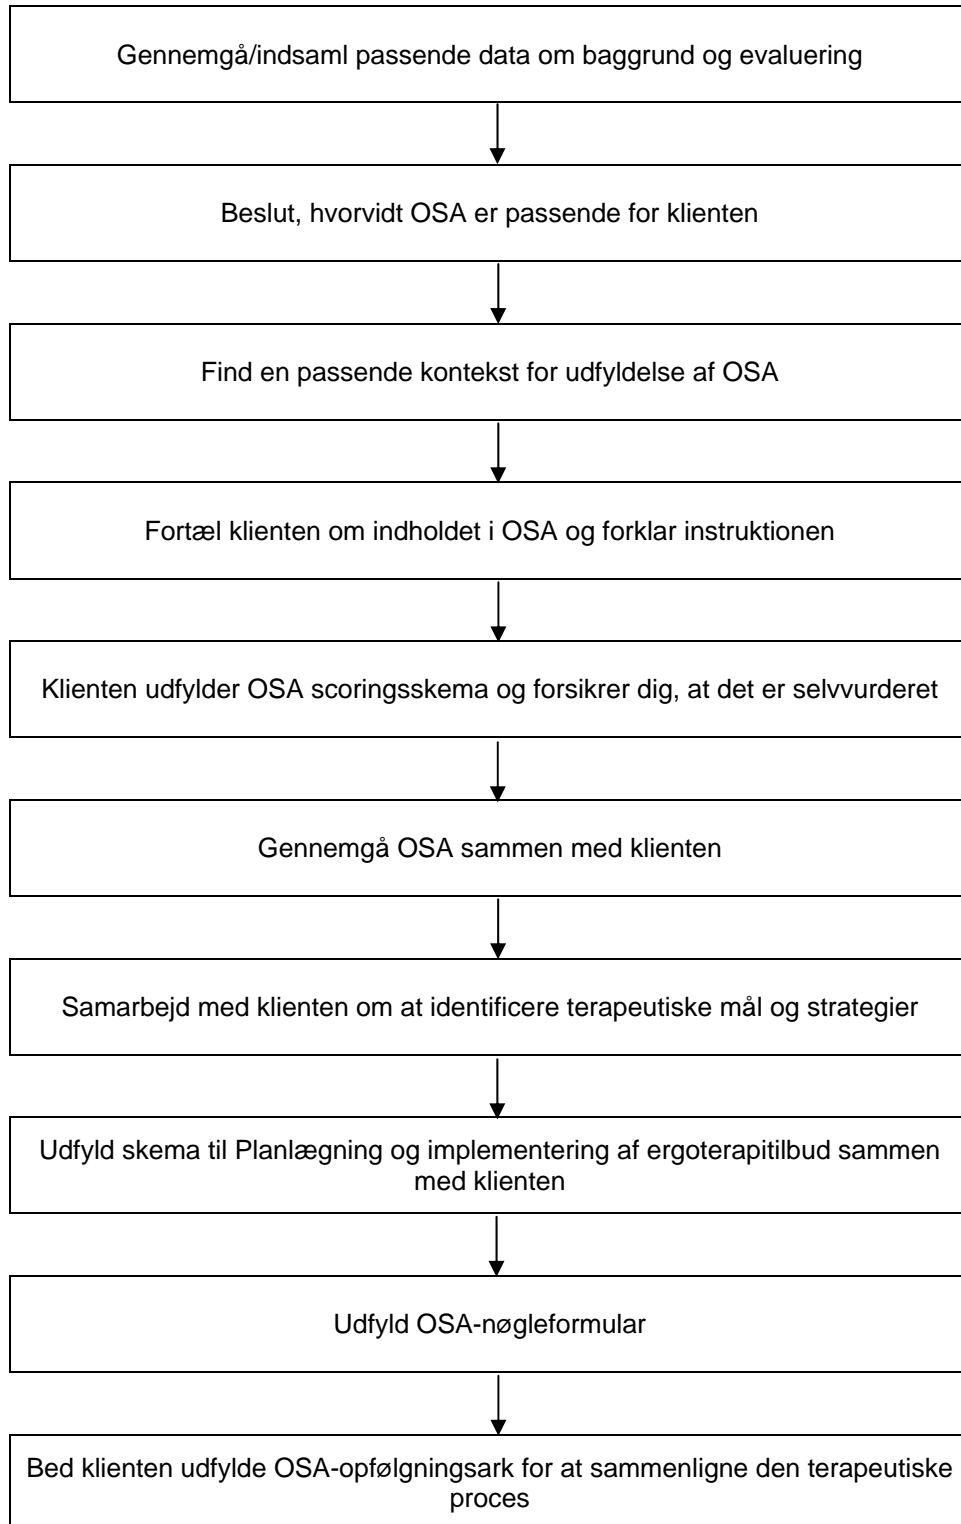 Gennemgå/indsaml passende data om baggrund og evaluering
Beslut, hvorvidt OSA er passende for klienten
Find en passende kontekst for udfyldelse af OSA
Fortæl klienten om indholdet i OSA og forklar instruktionen
Klienten udfylder OSA scoringsskema og forsikrer dig, at det er selvvurderet
Gennemgå OSA sammen med klienten
Samarbejd med klienten om at identificere terapeutiske mål og strategier
Udfyld skema til Planlægning og implementering af ergoterapitilbud sammen
med klienten
Udfyld OSA-nøgleformular
Bed klienten udfylde OSA-opfølgningsark for at sammenligne den terapeutiske
proces